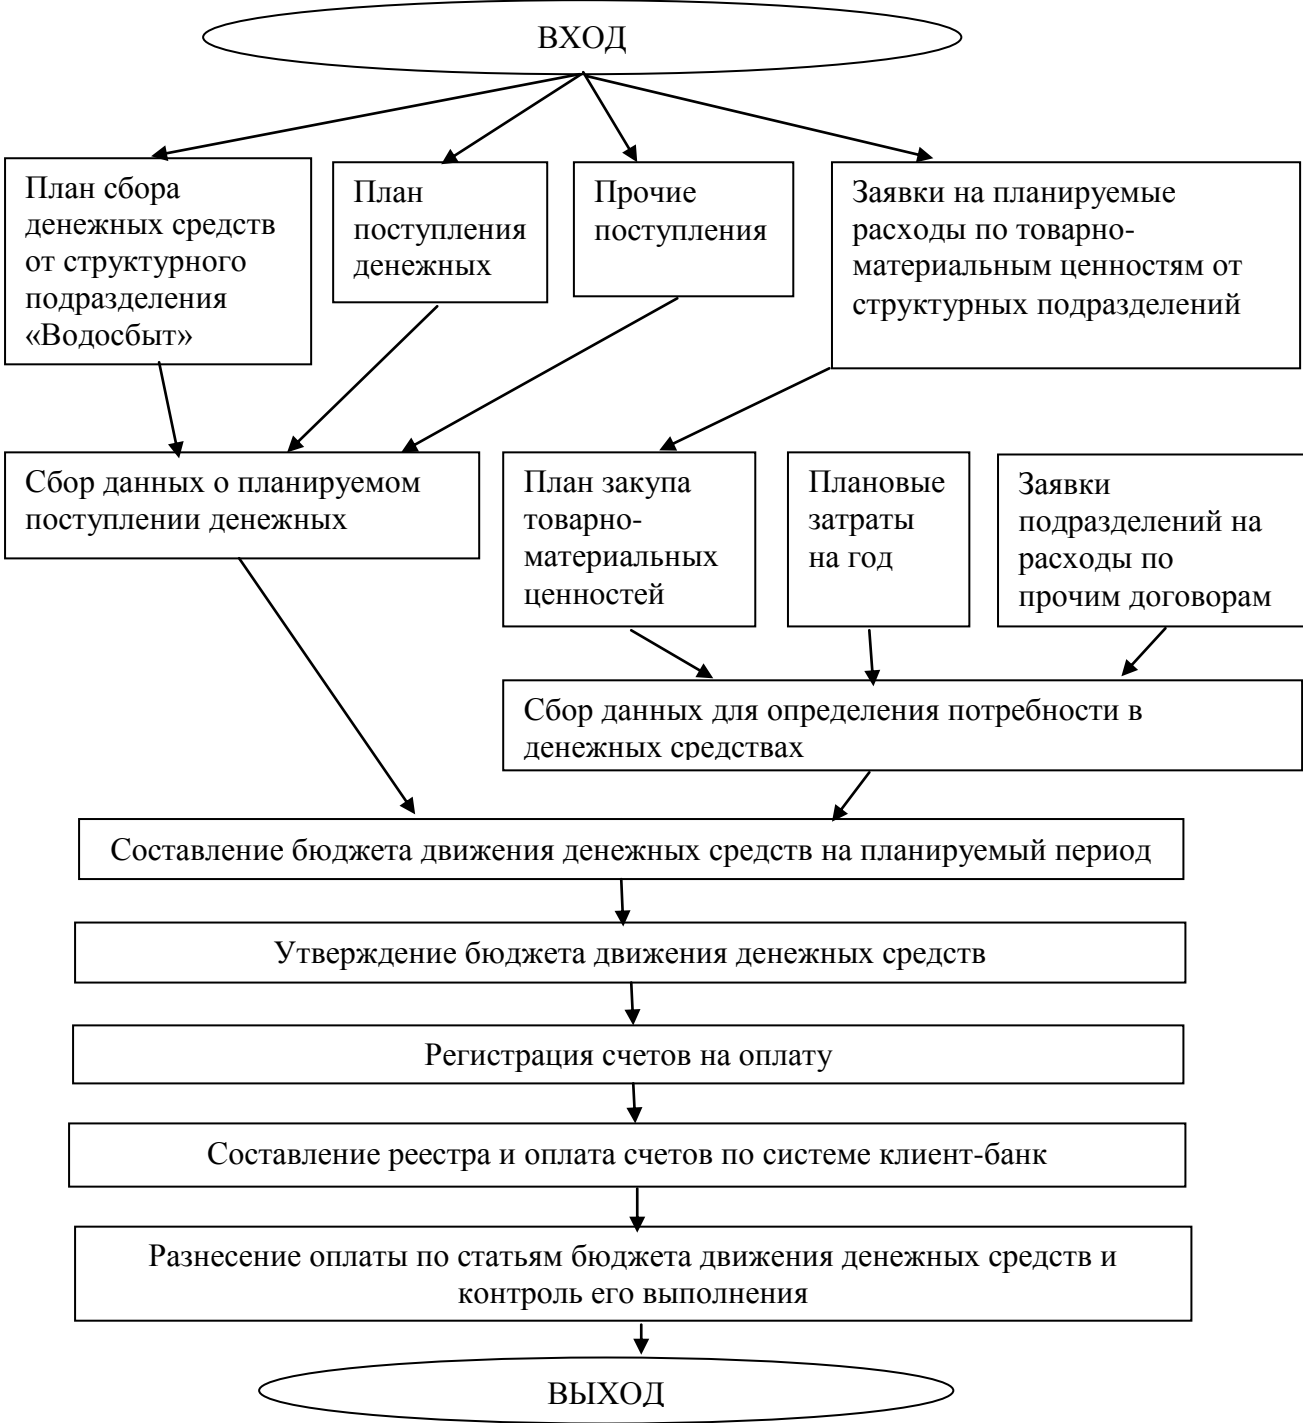 ВХОД
План сбора
денежных средств
от структурного
подразделения
«Водосбыт»
План
поступления
денежных
Прочие
поступления
Заявки на планируемые
расходы по товарно-
материальным ценностям от
структурных подразделений
Сбор данных о планируемом
поступлении денежных
План закупа
товарно-
материальных
ценностей
Плановые
затраты
на год
Заявки
подразделений на
расходы по
прочим договорам
Сбор данных для определения потребности в
денежных средствах
Составление бюджета движения денежных средств на планируемый период
Утверждение бюджета движения денежных средств
Регистрация счетов на оплату
Составление реестра и оплата счетов по системе клиент-банк
Разнесение оплаты по статьям бюджета движения денежных средств и
контроль его выполнения
ВЫХОД